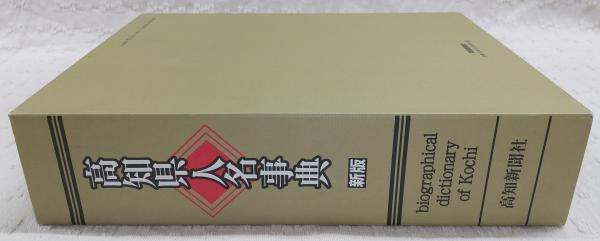 高知県人名事典
新版
biographical
dictionary
of Kochi
高知新聞社